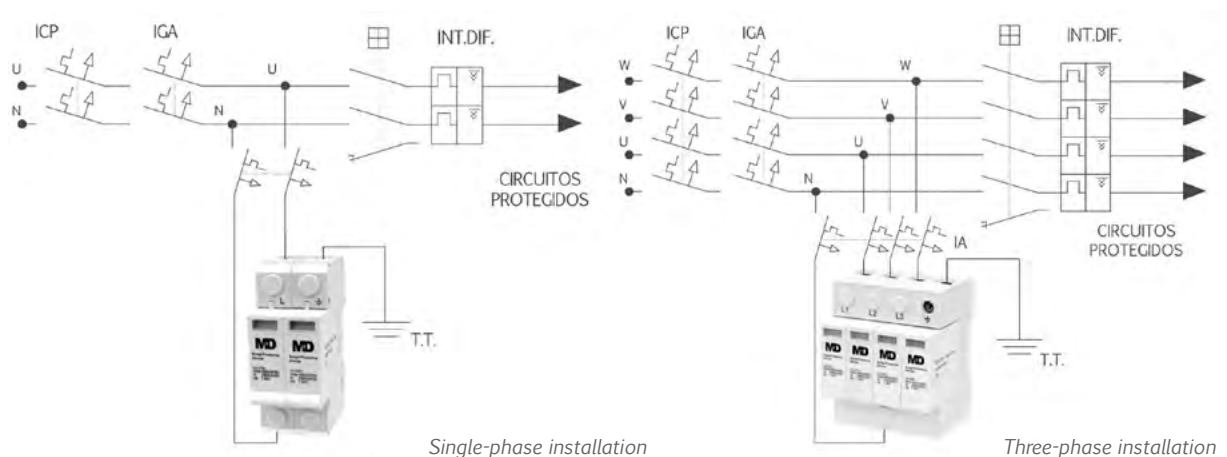 ICP
IGA
INT.DIF.
U
U
N
N
CIRCUITOS
PROTEGIDOS
L
MD
MD
T.T.
Single-phase installation
ICP
IGA
INT.DIF.
W
W
V
V
U
U
N
N
IA
CIRCUITOS
PROTEGIDOS
L1
L2
L3
MD
MD
MD
MD
T.T.
Three-phase installation